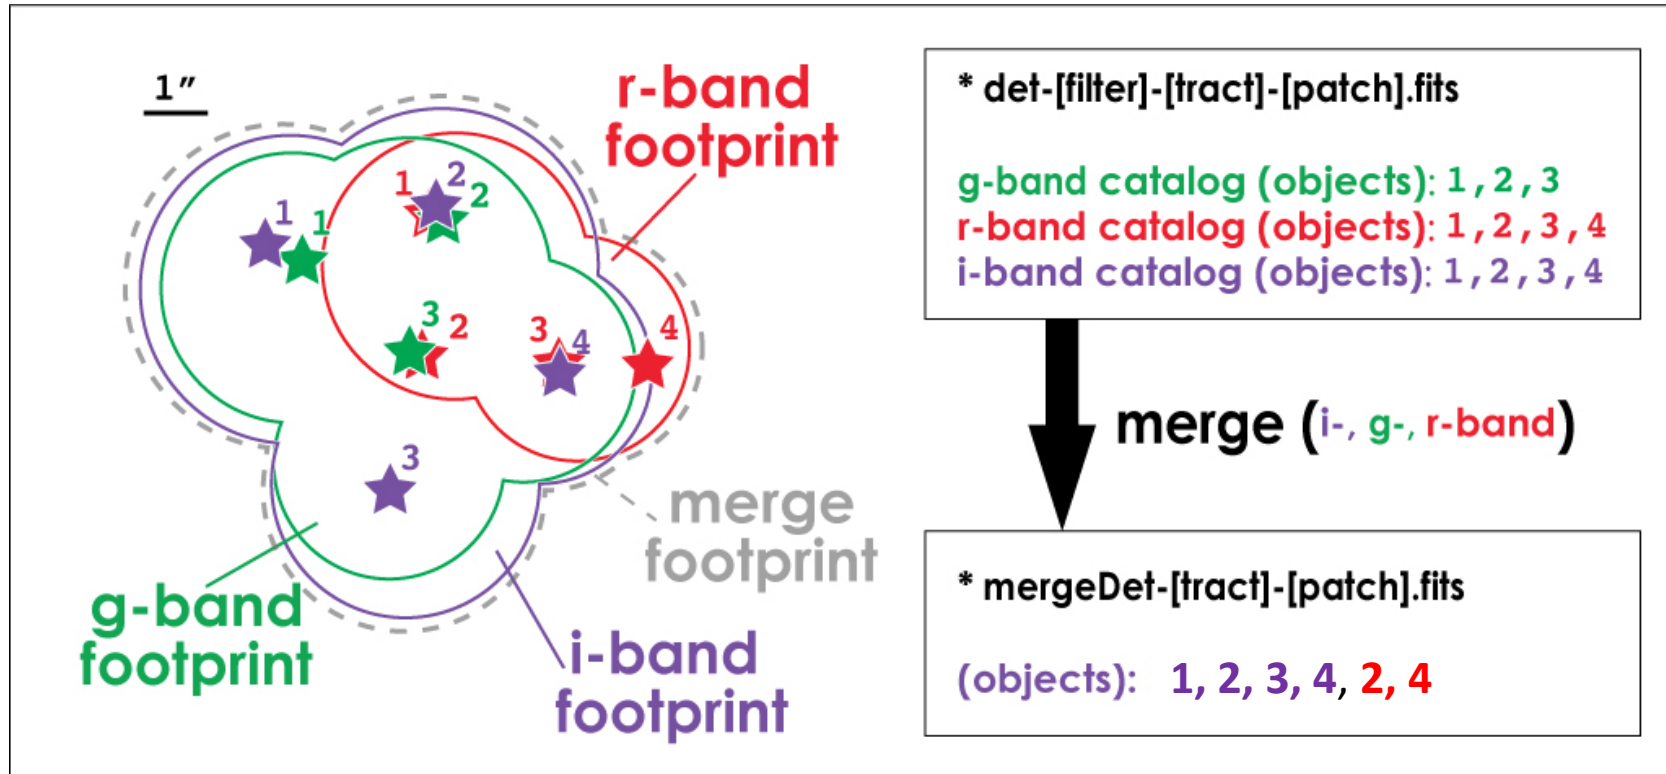 1″
r-band
footprint
1
2
2
1
1
3
2
3
4
4
3
merge
footprint
g-band
footprint
i-band
footprint
* det-[filter]-[tract]-[patch].fits
g-band catalog (objects): 1,2,3
r-band catalog (objects): 1,2,3,4
i-band catalog (objects): 1,2,3,4
merge (i-, g-, r-band)
* mergeDet-[tract]-[patch].fits
(objects): 1, 2, 3, 4, 2, 4